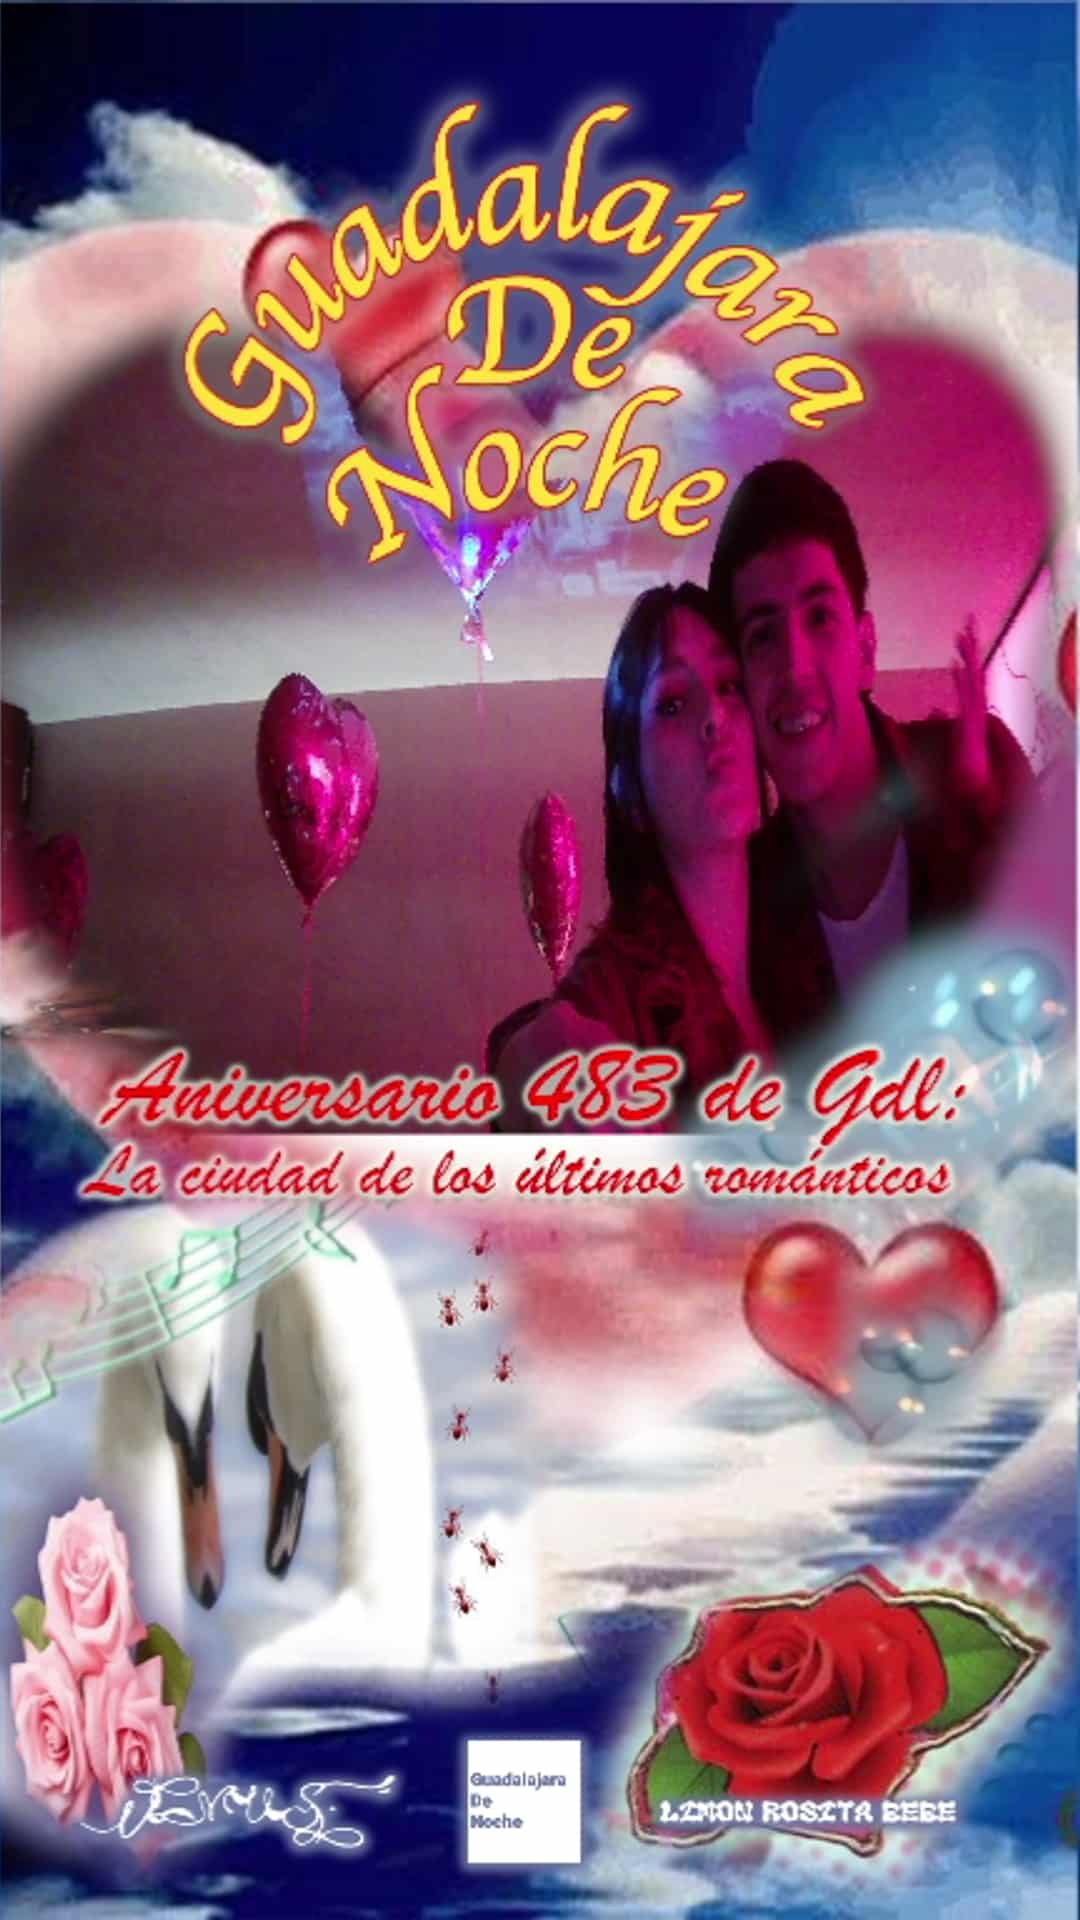 Guadalajara
De
Noche
Aniversario 483 de Gdl:
La ciudad de los últimos románticos
Guadalajara
De
Noche
LIMON ROSITA BEBE